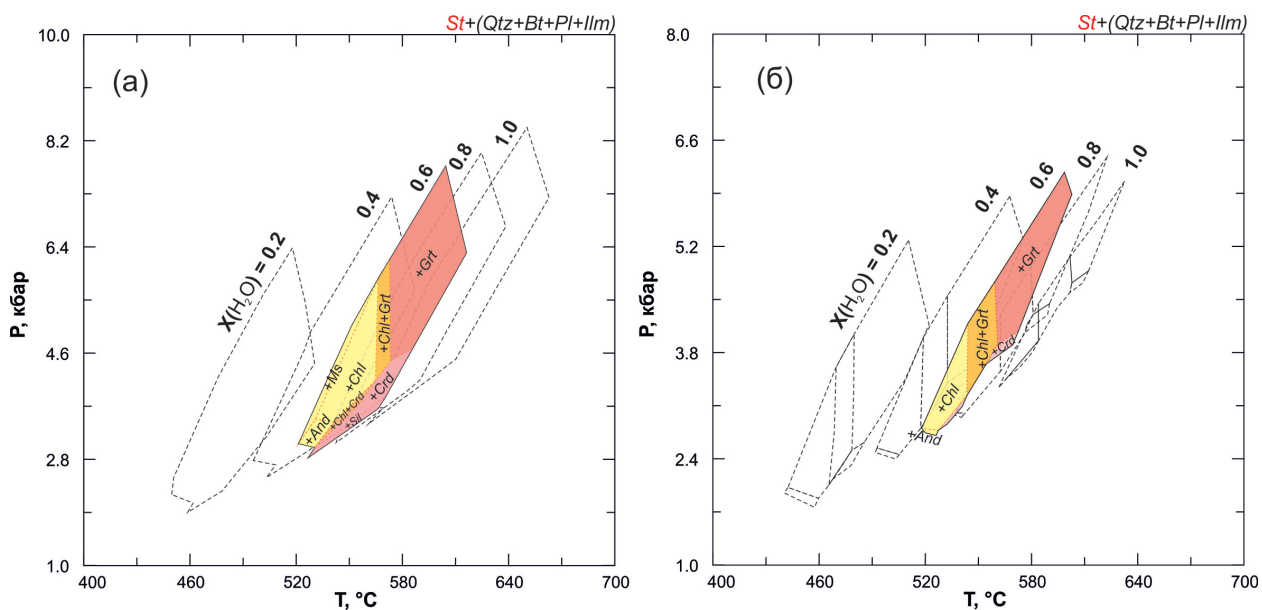 St+(Qtz+Bt+Pl+Ilm)
(а)
10.0
8.2
6.4
4.6
2.8
1.0
P, кбар
400
460
520
580
640
700
T, °C
X(H₂O) = 0.2
0.4
0.6
0.8
1.0
+Grt
+Chl+Grt
+Ms
+Chl
+Crd
+And
+Chl+Crd
+Sil
St+(Qtz+Bt+Pl+Ilm)
(б)
8.0
6.6
5.2
3.8
2.4
1.0
P, кбар
400
460
520
580
640
700
T, °C
X(H₂O) = 0.2
0.4
0.6
0.8
1.0
+Grt
+Chl+Grt
+Crd
+Chl
+And